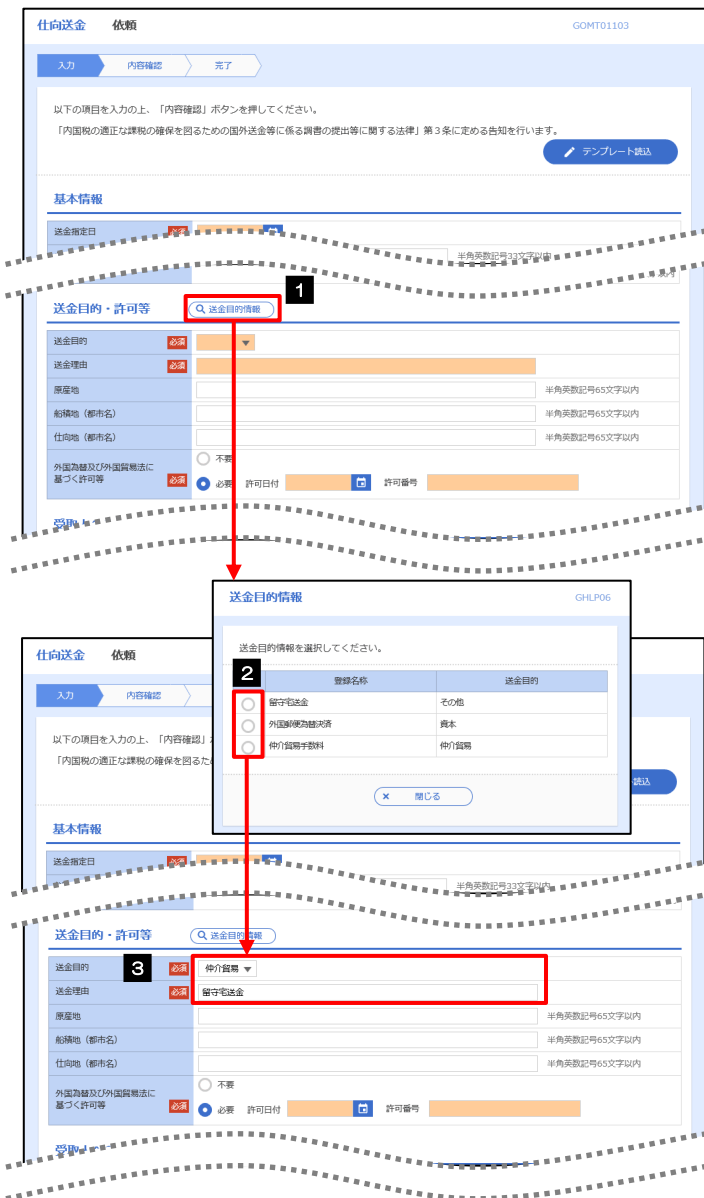 仕向送金 依頼 GOMT01103
入力 内容確認 完了
以下の項目を入力の上、「内容確認」ボタンを押してください。
「内国税の適正な課税の確保を図るための国外送金等に係る調書の提出等に関する法律」第3条に定める告知を行います。
テンプレート読込
基本情報
送金指定日 必須
半角英数記号33文字以内
1
送金目的・許可等 送金目的情報
送金目的 必須
送金理由 必須
原産地 半角英数記号65文字以内
船積地（都市名） 半角英数記号65文字以内
仕向地（都市名） 半角英数記号65文字以内
外国為替及び外国貿易法に
基づく許可等 必須
不要
必要 許可日付 許可番号
送金目的情報 GHLP06
送金目的情報を選択してください。
2
登録名称 送金目的
留守宅送金 その他
外国郵便為替決済 資本
仲介貿易手数料 仲介貿易
× 閉じる
仕向送金 依頼
入力 内容確認
以下の項目を入力の上、「内容確認」
「内国税の適正な課税の確保を図るため
読込
基本情報
送金指定日 必須
半角英数記号33文字以内
送金目的・許可等 送金目的情報
3
送金目的 必須 仲介貿易
送金理由 必須 留守宅送金
原産地 半角英数記号65文字以内
船積地（都市名） 半角英数記号65文字以内
仕向地（都市名） 半角英数記号65文字以内
外国為替及び外国貿易法に
基づく許可等 必須
不要
必要 許可日付 許可番号